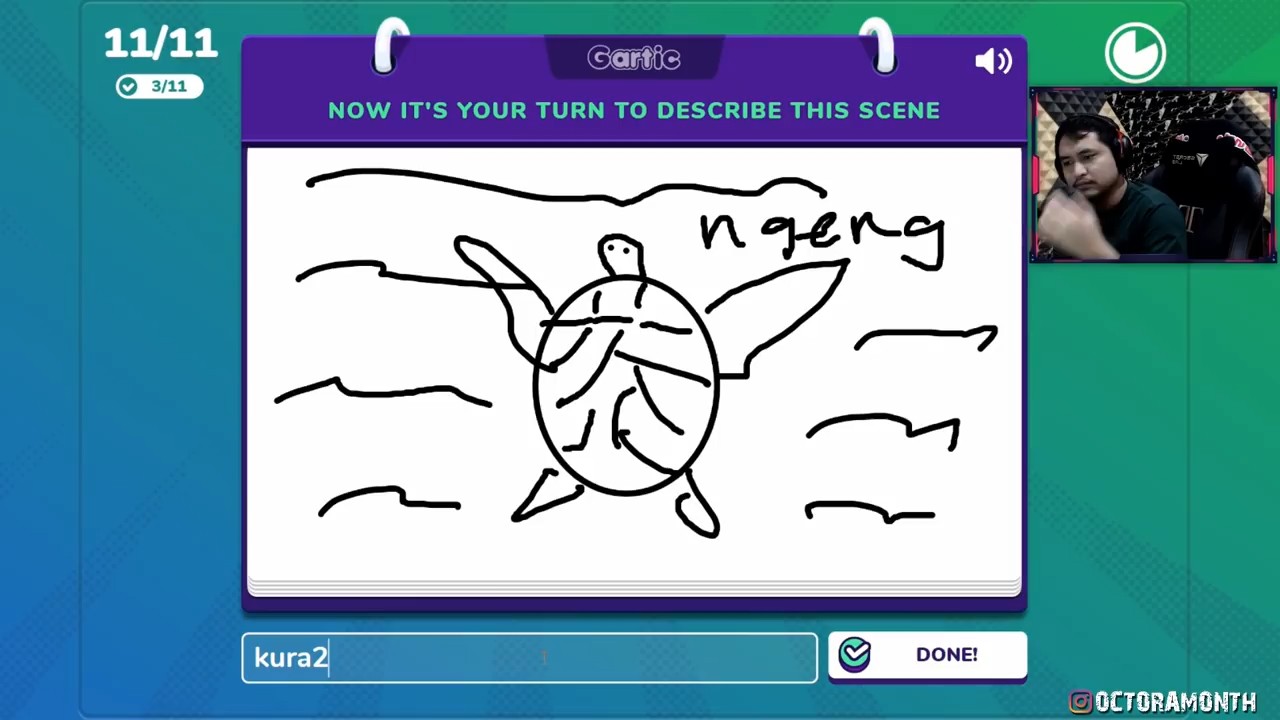 11/11
3/11
Gartic
NOW IT'S YOUR TURN TO DESCRIBE THIS SCENE
ngeng
kura2
DONE!
OCTORAMONTH